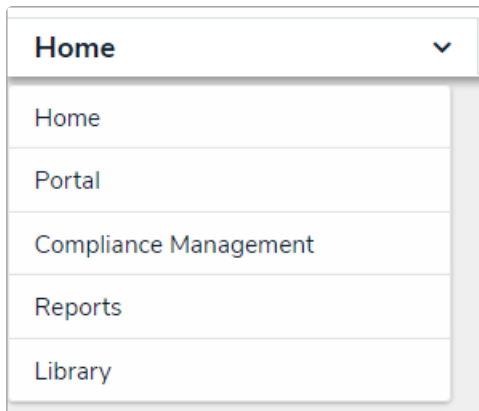 Home
Home
Portal
Compliance Management
Reports
Library